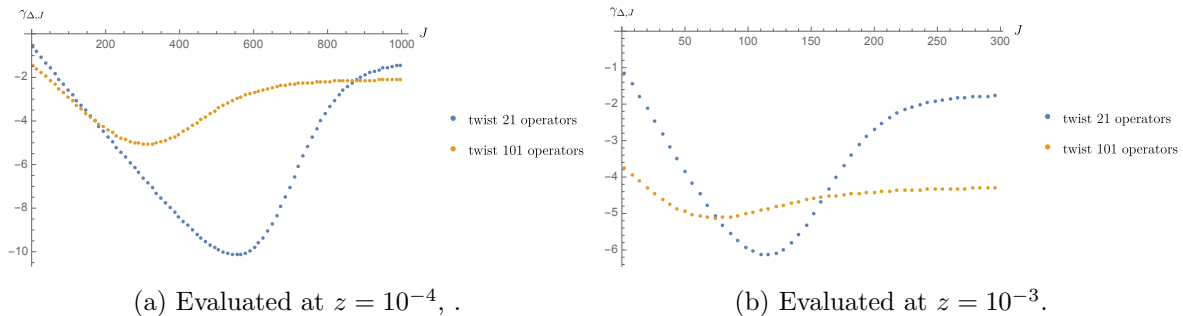 γΔ,J
200 400 600 800 1000 J
−2
−4
−6
−8
−10
twist 21 operators
twist 101 operators
(a) Evaluated at z = 10⁻⁴, .
γΔ,J
50 100 150 200 250 300 J
−1
−2
−3
−4
−5
−6
twist 21 operators
twist 101 operators
(b) Evaluated at z = 10⁻³.